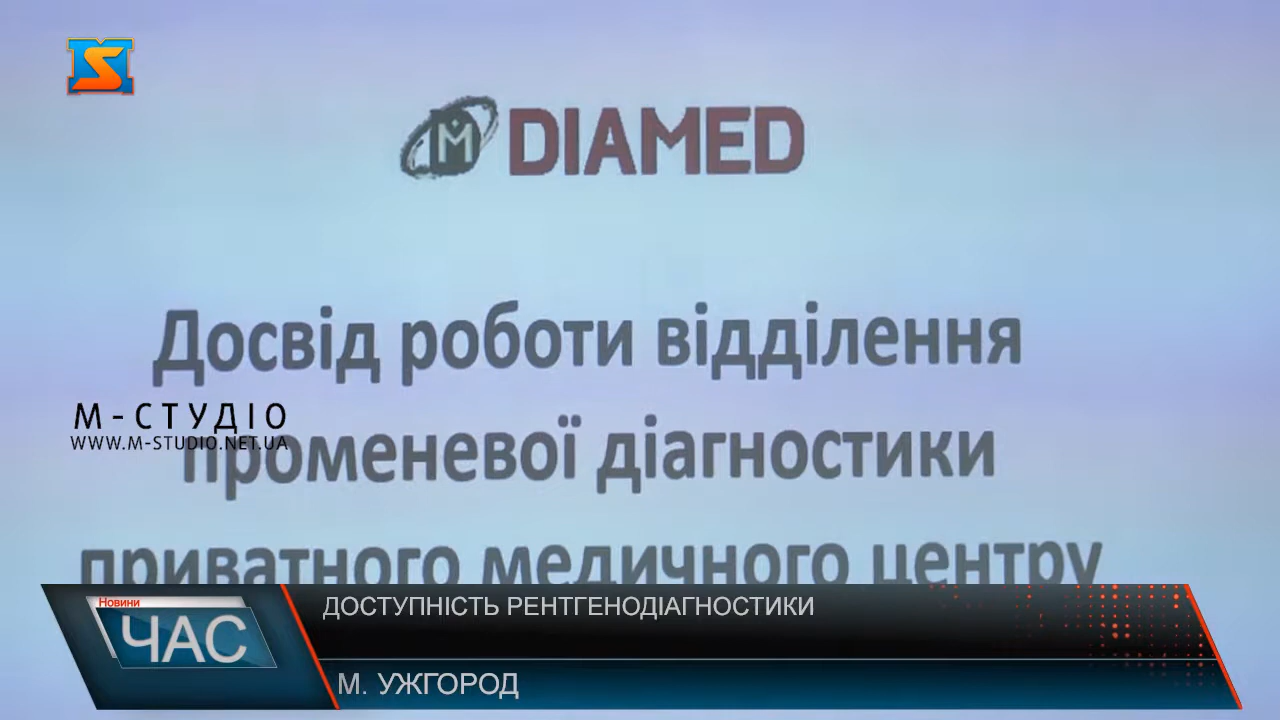 DIAMED
Досвід роботи відділення
М-СТУДІО
WWW.M-STUDIO.NET.UA
променевої діагностики
приватного медичного центру
Новини
ЧАС
ДОСТУПНІСТЬ РЕНТГЕНОДІАГНОСТИКИ
М. УЖГОРОД